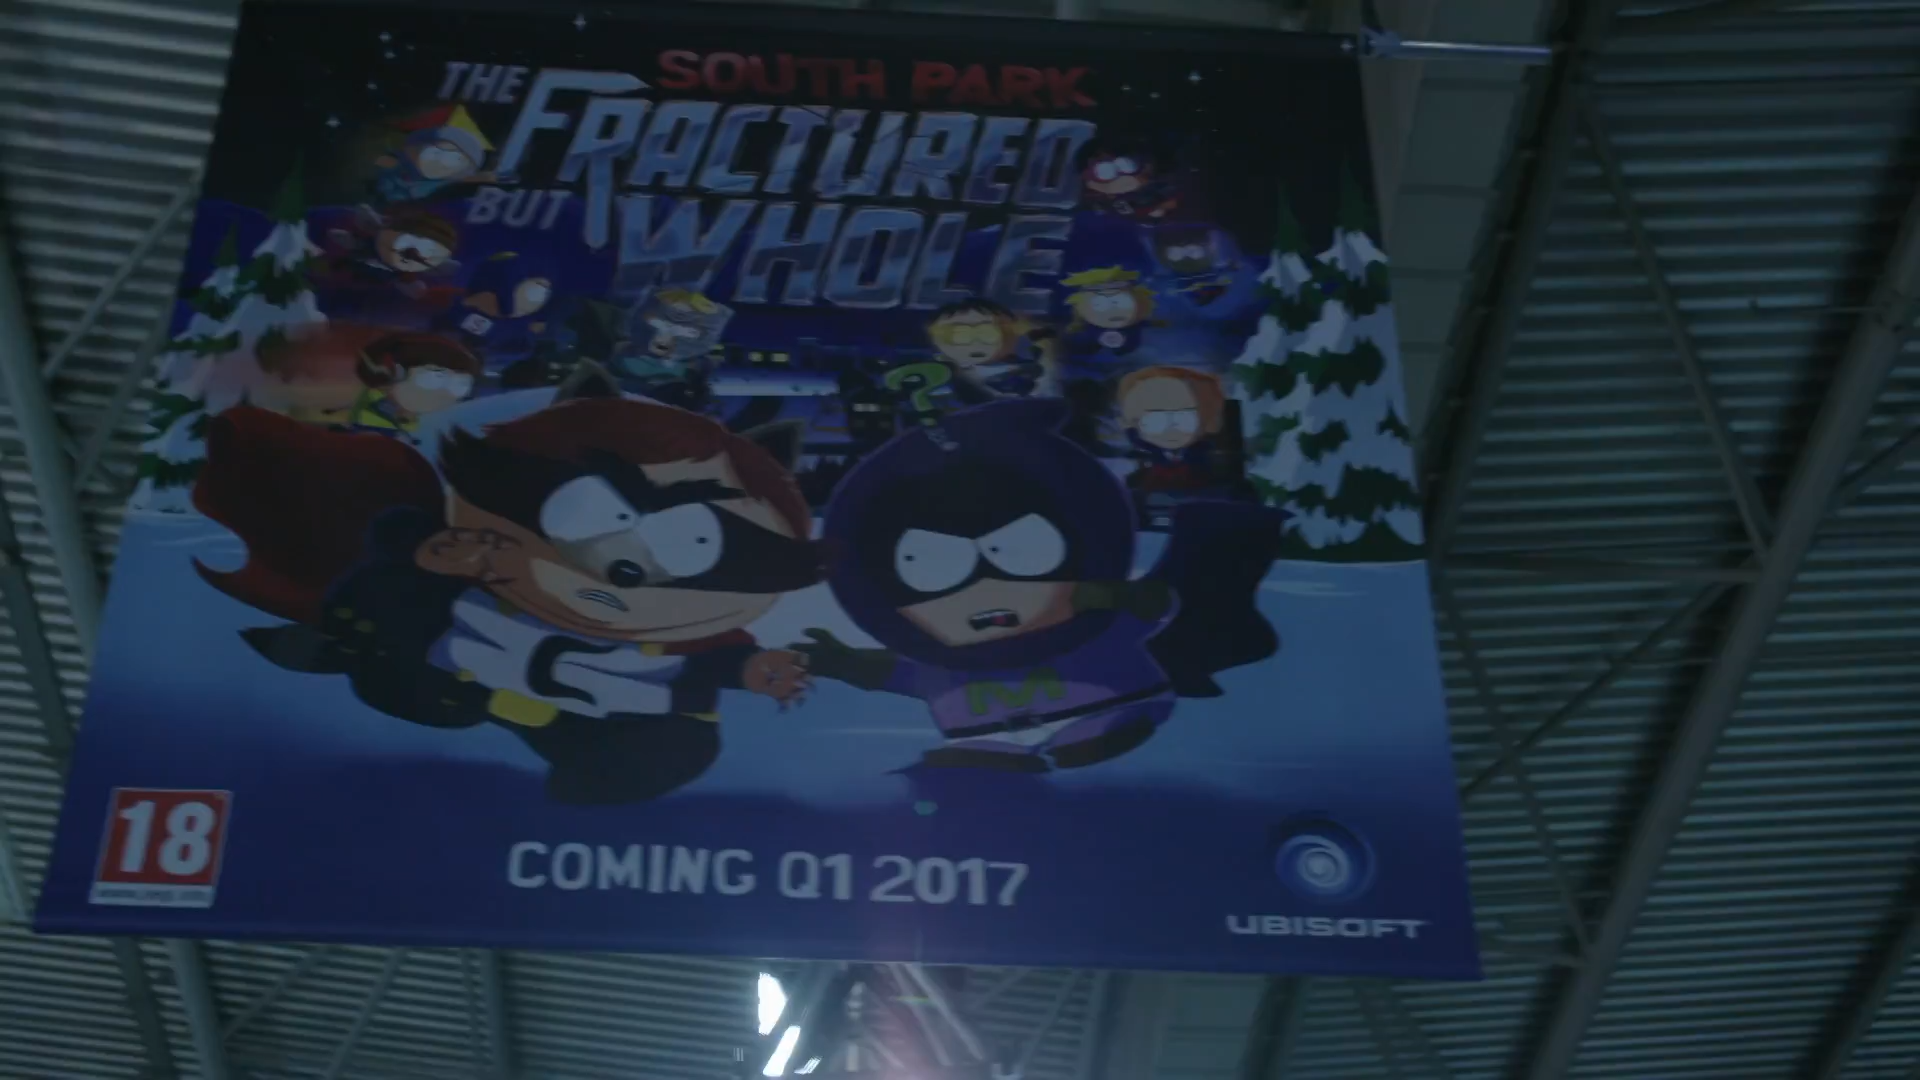 SOUTH PARK
THE FRACTURED
BUT WHOLE
M
18
COMING Q1 2017
UBISOFT